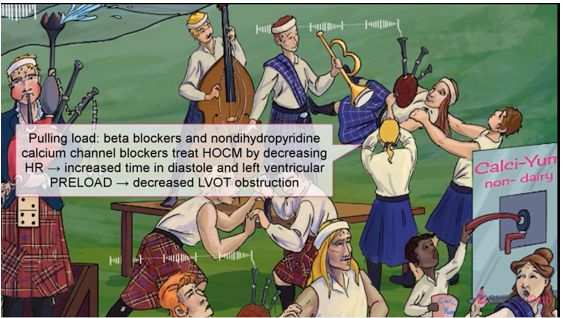 Pulling load: beta blockers and nondihydropyridine
calcium channel blockers treat HOCM by decreasing
HR → increased time in diastole and left ventricular
PRELOAD → decreased LVOT obstruction
Calci-Yum
non- dairy